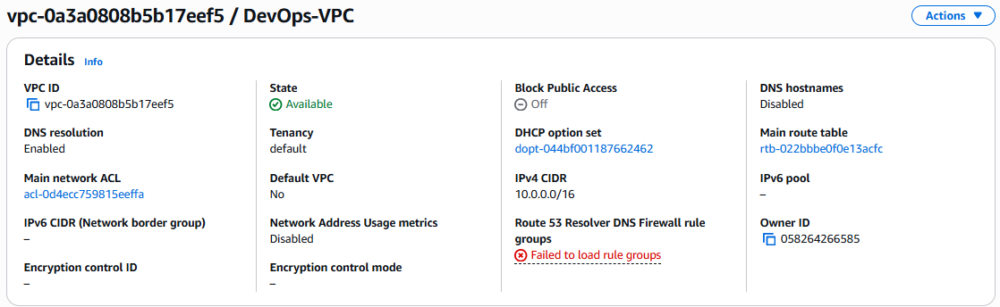 vpc-0a3a0808b5b17eef5 / DevOps-VPC
Actions
Details Info
VPC ID
vpc-0a3a0808b5b17eef5
State
Available
Block Public Access
Off
DNS hostnames
Disabled
DNS resolution
Enabled
Tenancy
default
DHCP option set
dopt-044bf001187662462
Main route table
rtb-022bbbe0f0e13acfc
Main network ACL
acl-0d4ecc759815eeffa
Default VPC
No
IPv4 CIDR
10.0.0.0/16
IPv6 pool
–
IPv6 CIDR (Network border group)
–
Network Address Usage metrics
Disabled
Route 53 Resolver DNS Firewall rule
groups
Failed to load rule groups
Owner ID
058264266585
Encryption control ID
–
Encryption control mode
–